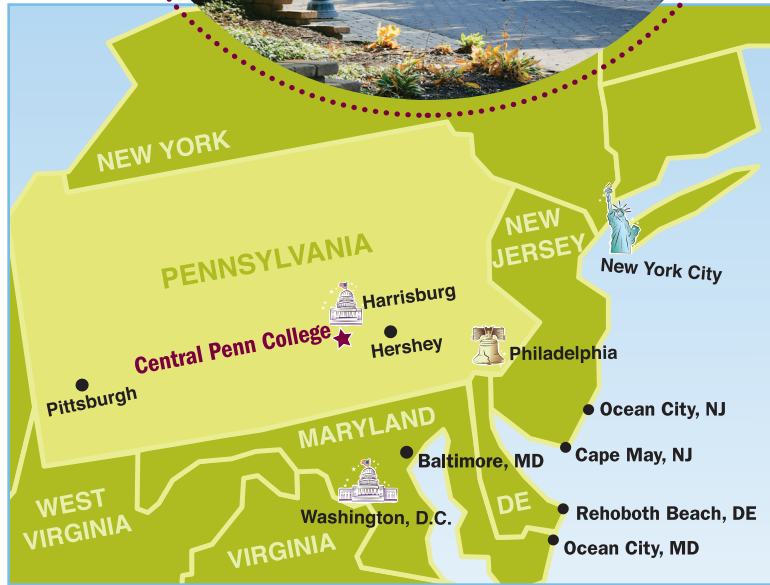 NEW YORK
NEW
JERSEY
New York City
PENNSYLVANIA
Harrisburg
Central Penn College
Hershey
Philadelphia
Pittsburgh
Ocean City, NJ
MARYLAND
Baltimore, MD
Cape May, NJ
WEST
VIRGINIA
Washington, D.C.
DE
Rehoboth Beach, DE
VIRGINIA
Ocean City, MD